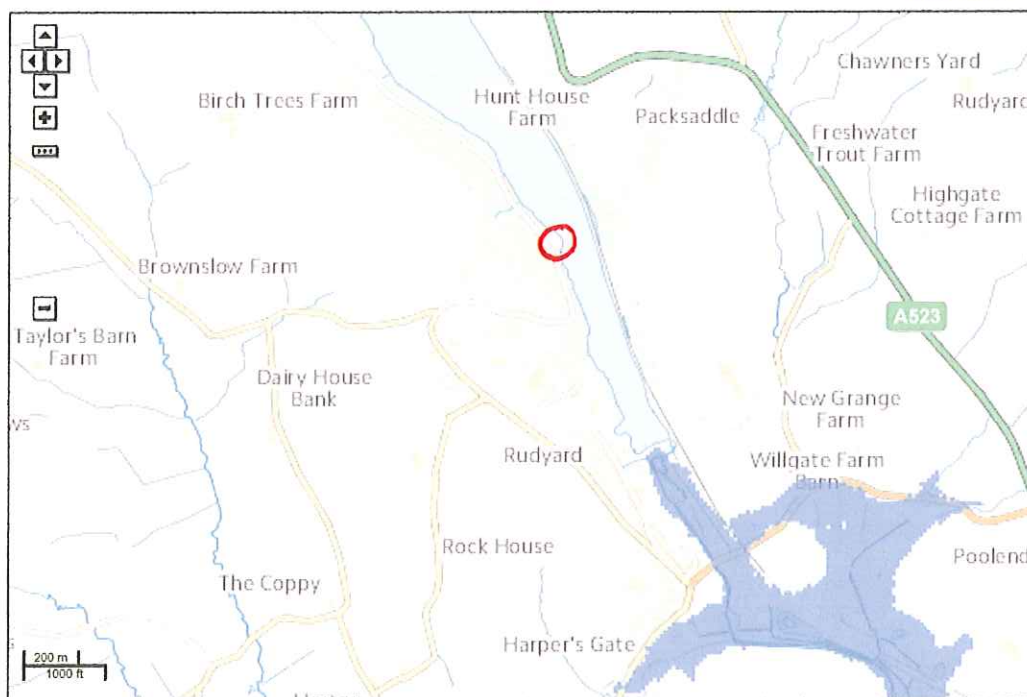 Chawners Yard
Birch Trees Farm
Hunt House
Farm
Packsaddle
Rudyard
Freshwater
Trout Farm
Highgate
Cottage Farm
Brownslow Farm
A523
Taylor's Barn
Farm
Dairy House
Bank
New Grange
Farm
ws
Rudyard
Willgate Farm
Barn
Rock House
Poolend
The Coppy
Harper's Gate
200 m
1000 ft